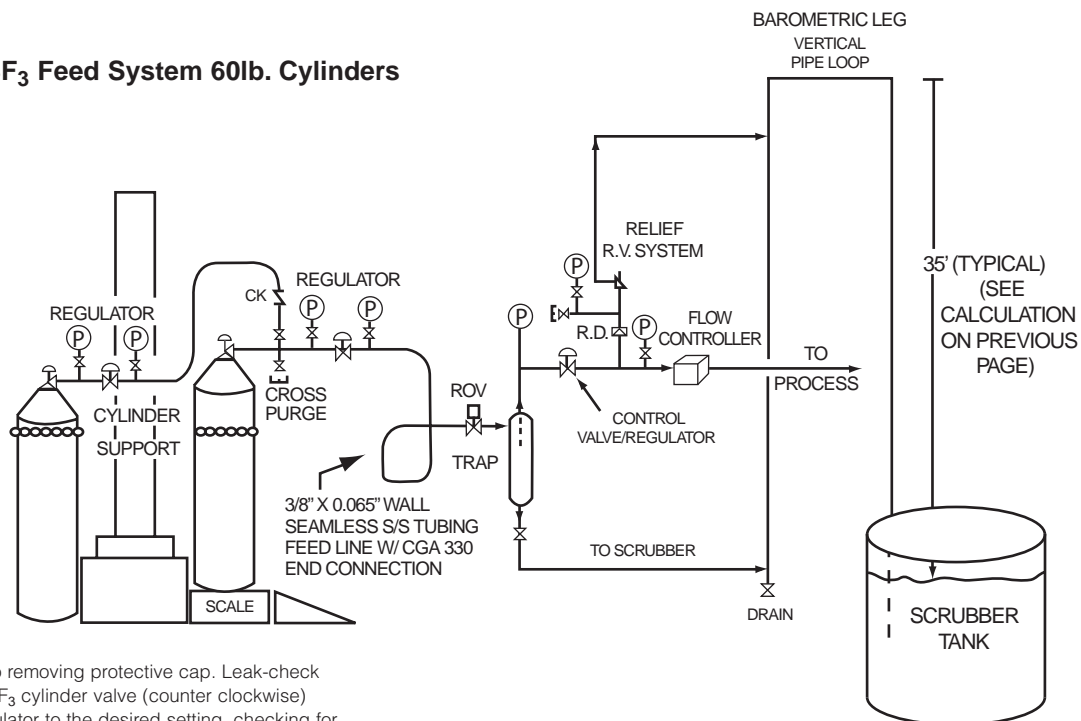 BAROMETRIC LEG
VERTICAL
PIPE LOOP
F3 Feed System 60lb. Cylinders
RELIEF
R.V. SYSTEM
P
35' (TYPICAL)
(SEE
CALCULATION
ON PREVIOUS
PAGE)
REGULATOR
P
P
CK
REGULATOR
P
P
P
R.D.
P
FLOW
CONTROLLER
TO
PROCESS
CYLINDER
SUPPORT
CROSS
PURGE
ROV
TRAP
CONTROL
VALVE/REGULATOR
3/8" X 0.065" WALL
SEAMLESS S/S TUBING
FEED LINE W/ CGA 330
END CONNECTION
TO SCRUBBER
SCALE
DRAIN
SCRUBBER
TANK
removing protective cap. Leak-check
F3 cylinder valve (counter clockwise)
to the desired setting, checking for